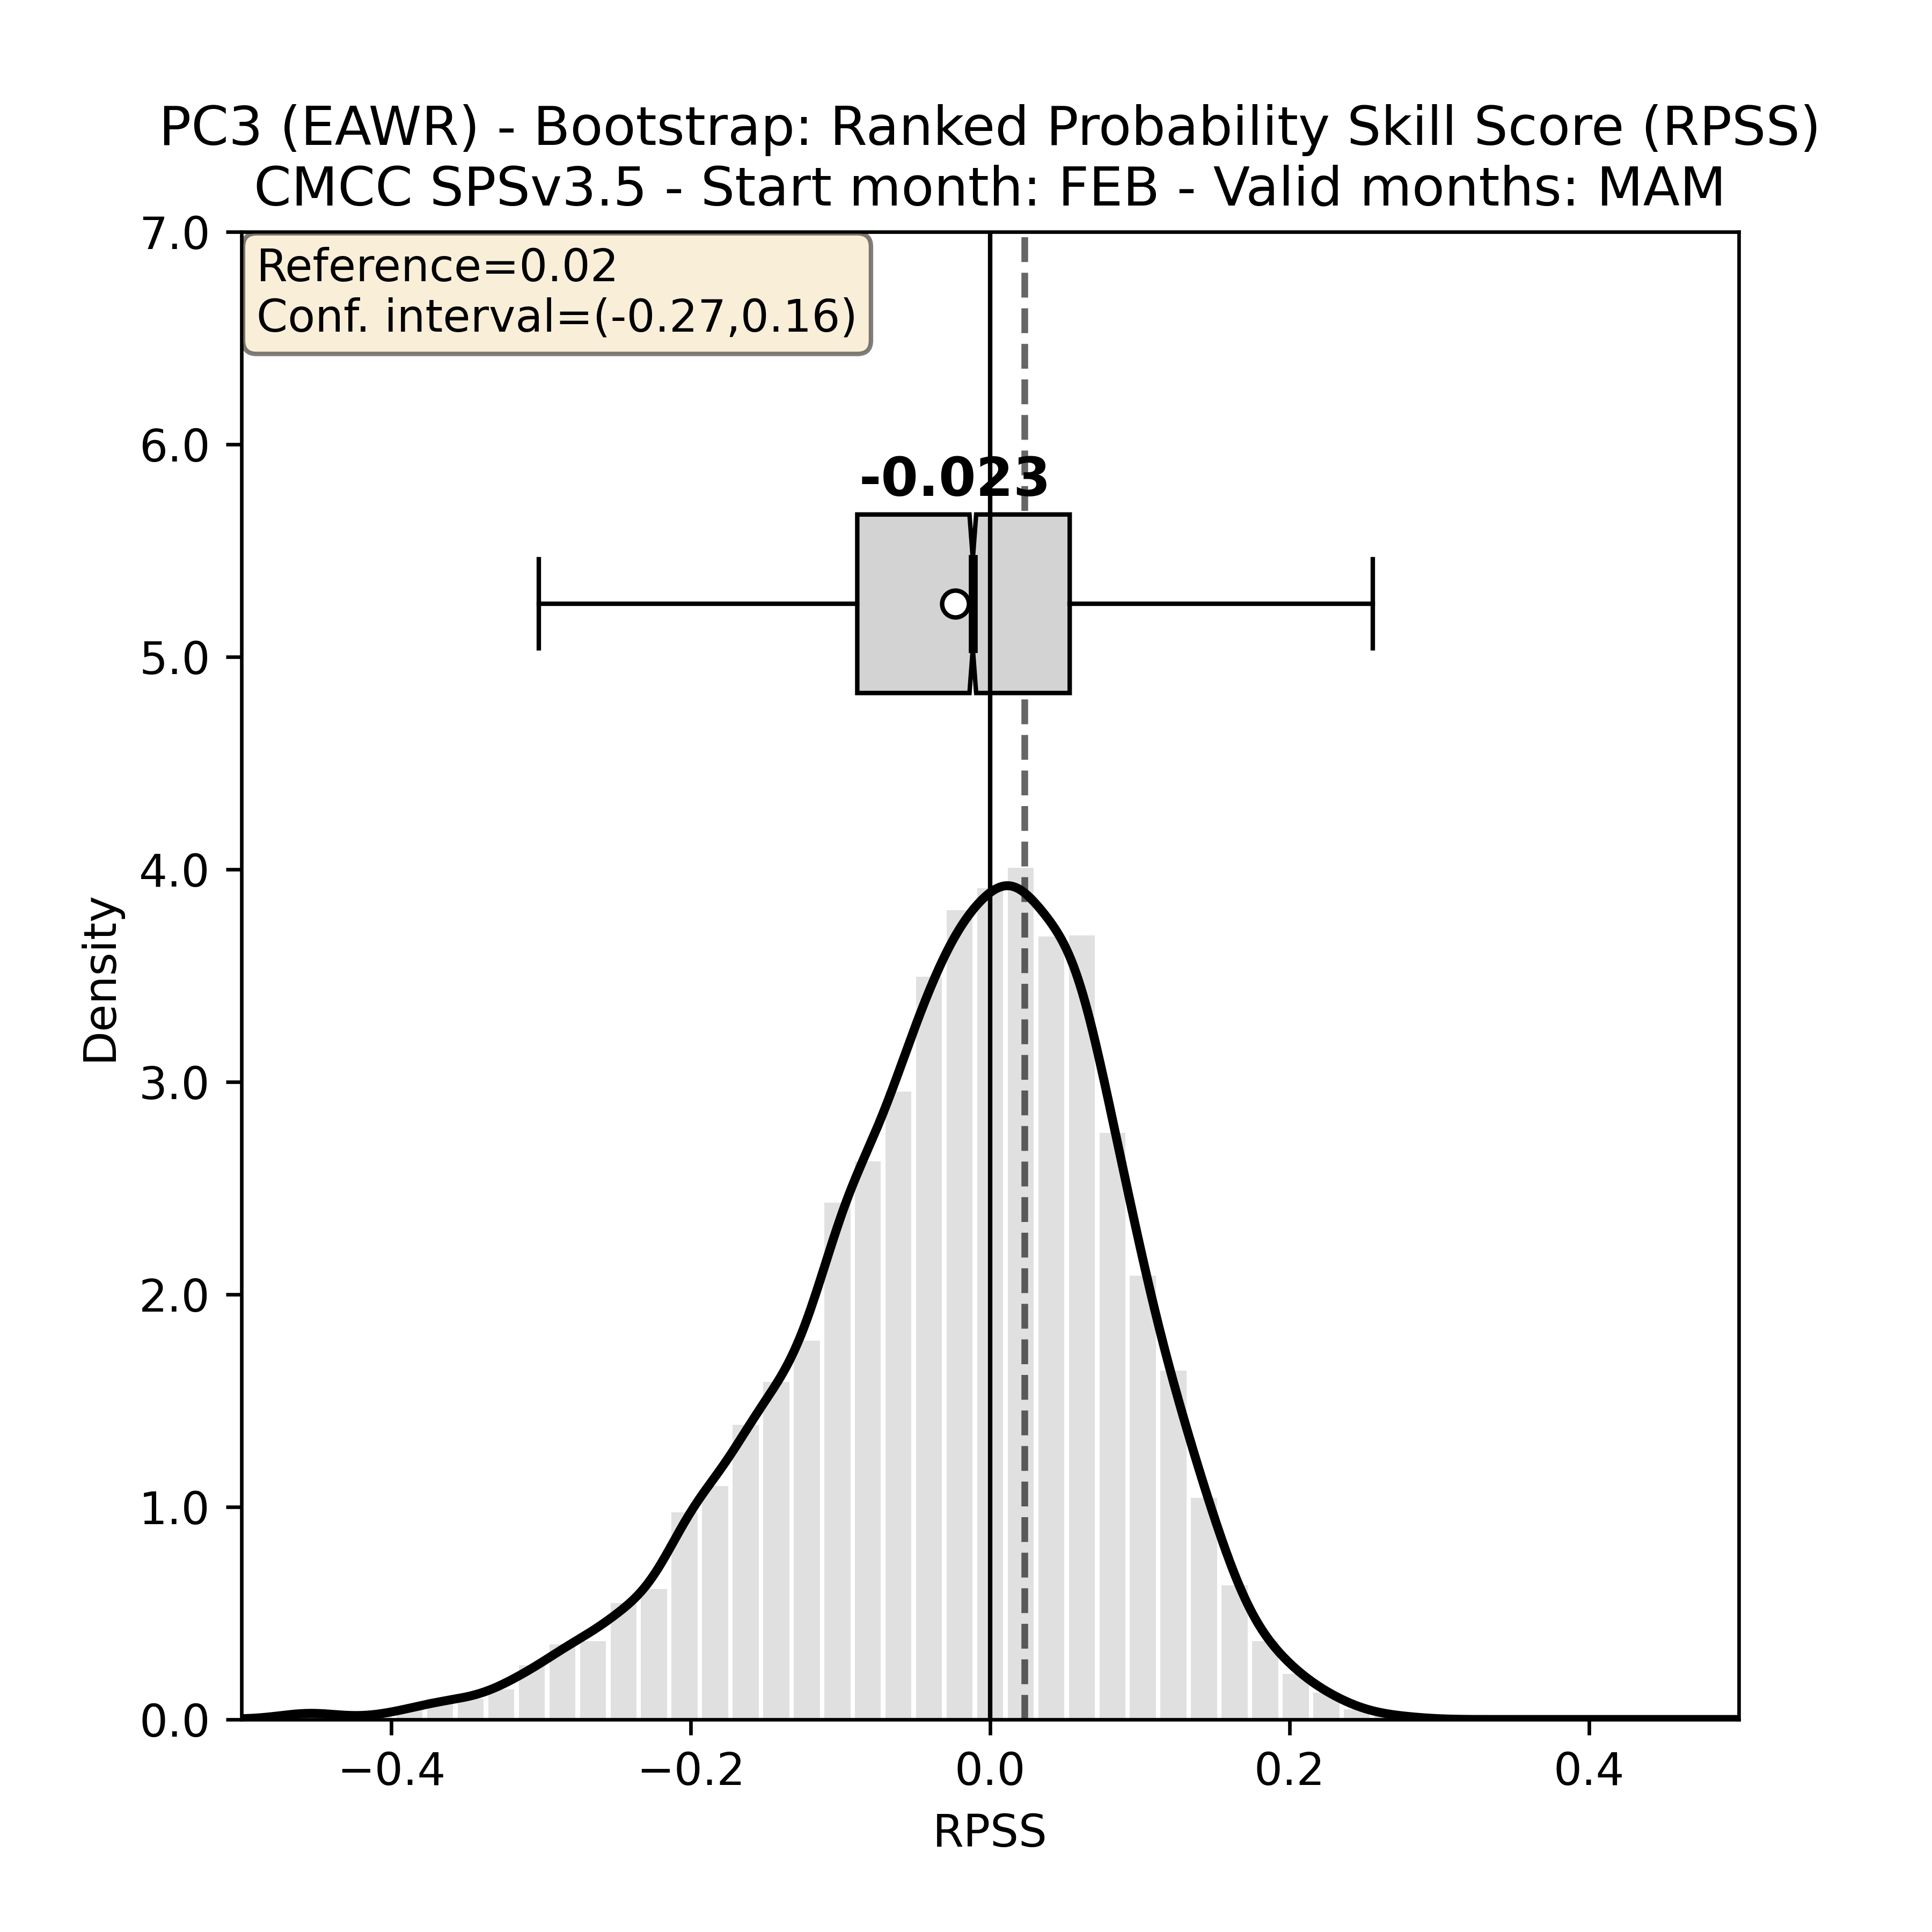 PC3 (EAWR) - Bootstrap: Ranked Probability Skill Score (RPSS)
CMCC SPSv3.5 - Start month: FEB - Valid months: MAM
7.0
Reference=0.02
Conf. interval=(-0.27,0.16)
6.0
-0.023
5.0
4.0
Density
3.0
2.0
1.0
0.0
−0.4 −0.2 0.0 0.2 0.4
RPSS